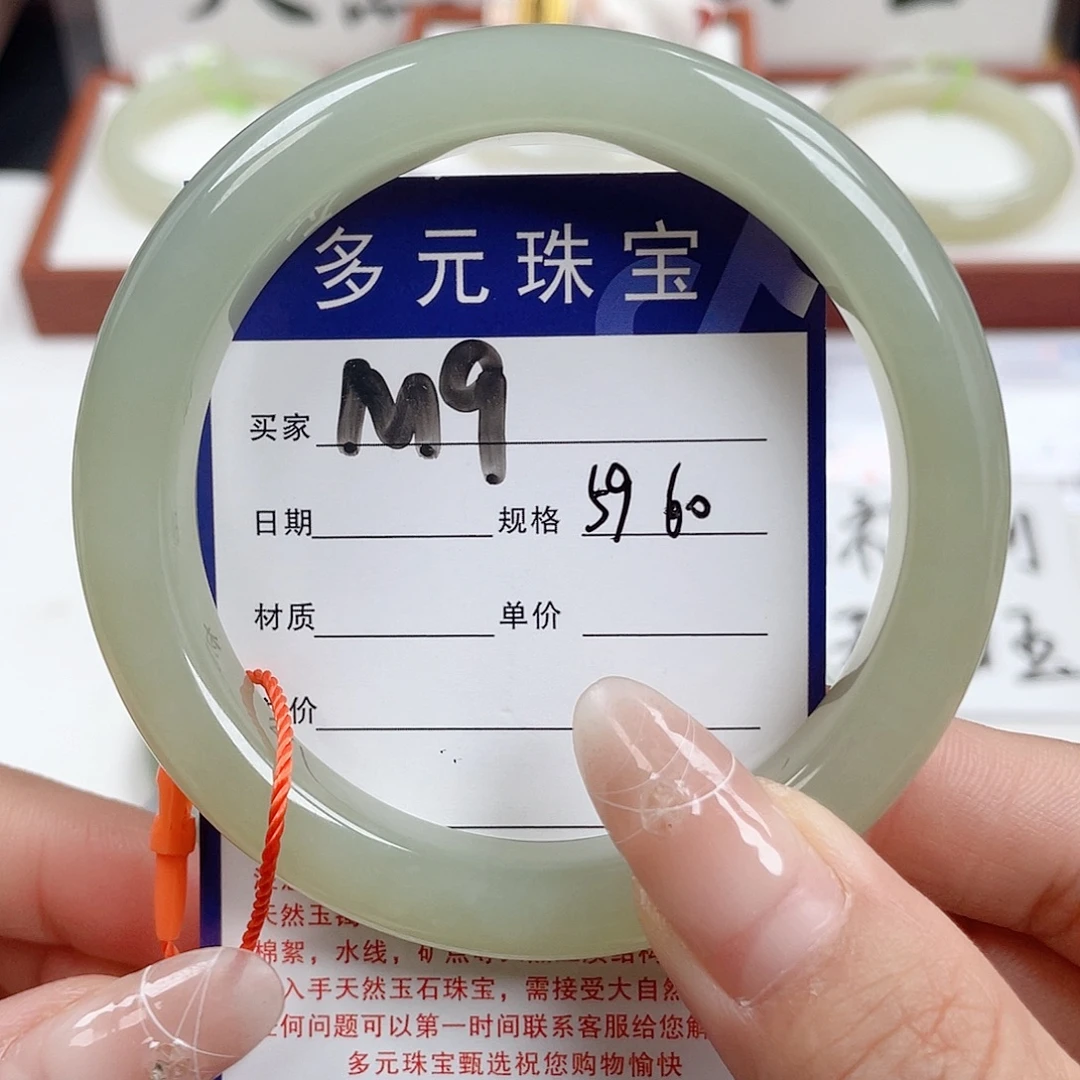 多元珠宝
买家 M9
日期 规格 59 60
材质 单价
价
天然玉
棉絮，水线，矿
入手天然玉石珠宝，需接受大自然
何问题可以第一时间联系客服给您解
多元珠宝甄选祝您购物愉快